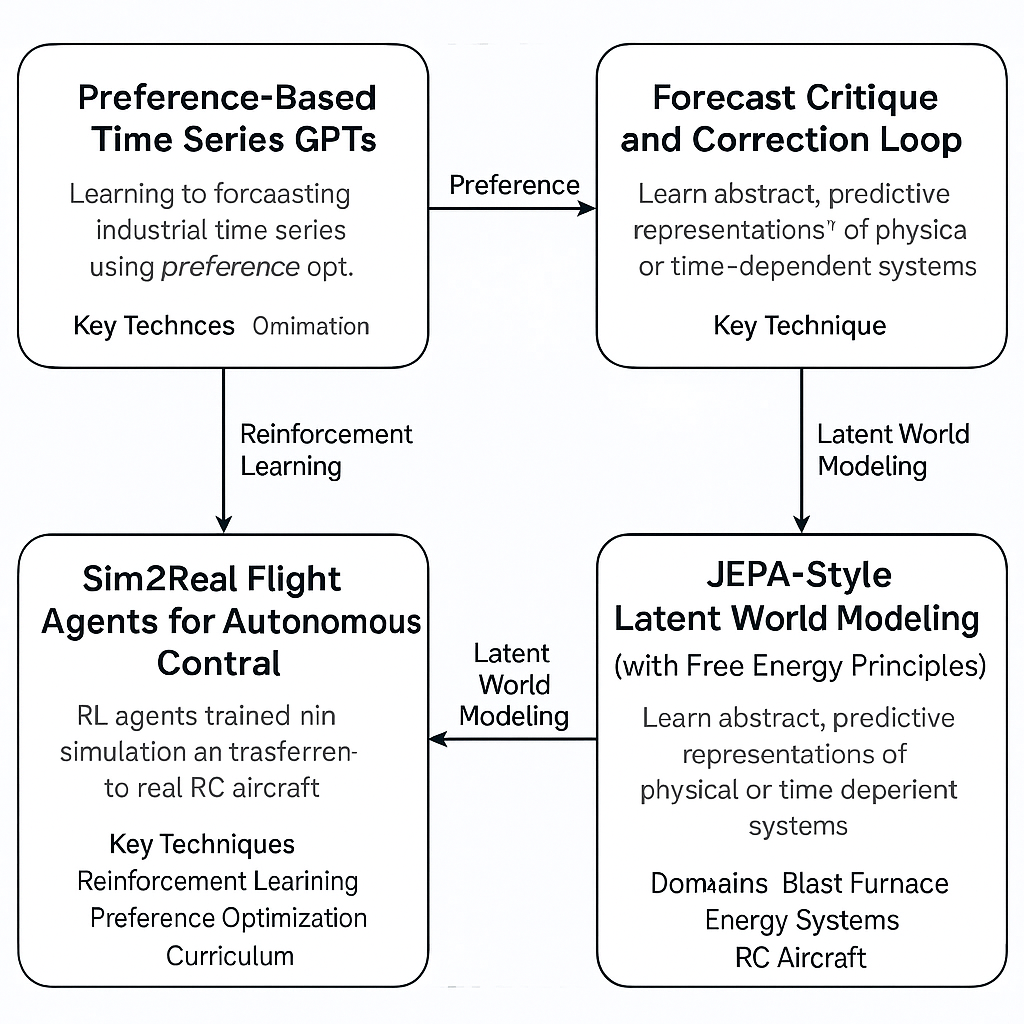 Preference-Based
Time Series GPTs
Learning to forcaasting
industrial time series
using preference opt.
Key Technces Omimation
Preference
Forecast Critique
and Correction Loop
Learn abstract, predictive
representations of physica
or time-dependent systems
Key Technique
Reinforcement
Learning
Latent World
Modeling
Sim2Real Flight
Agents for Autonomous
Contral
RL agents trained nin
simulation an trasferren-
to real RC aircraft
Key Techniques
Reinforcement Learining
Preference Optimization
Curriculum
Latent
World
Modeling
JEPA-Style
Latent World Modeling
(with Free Energy Principles)
Learn abstract, predictive
representations of
physical or time deperient
systems
Blast Furnace
Energy Systems
RC Aircraft